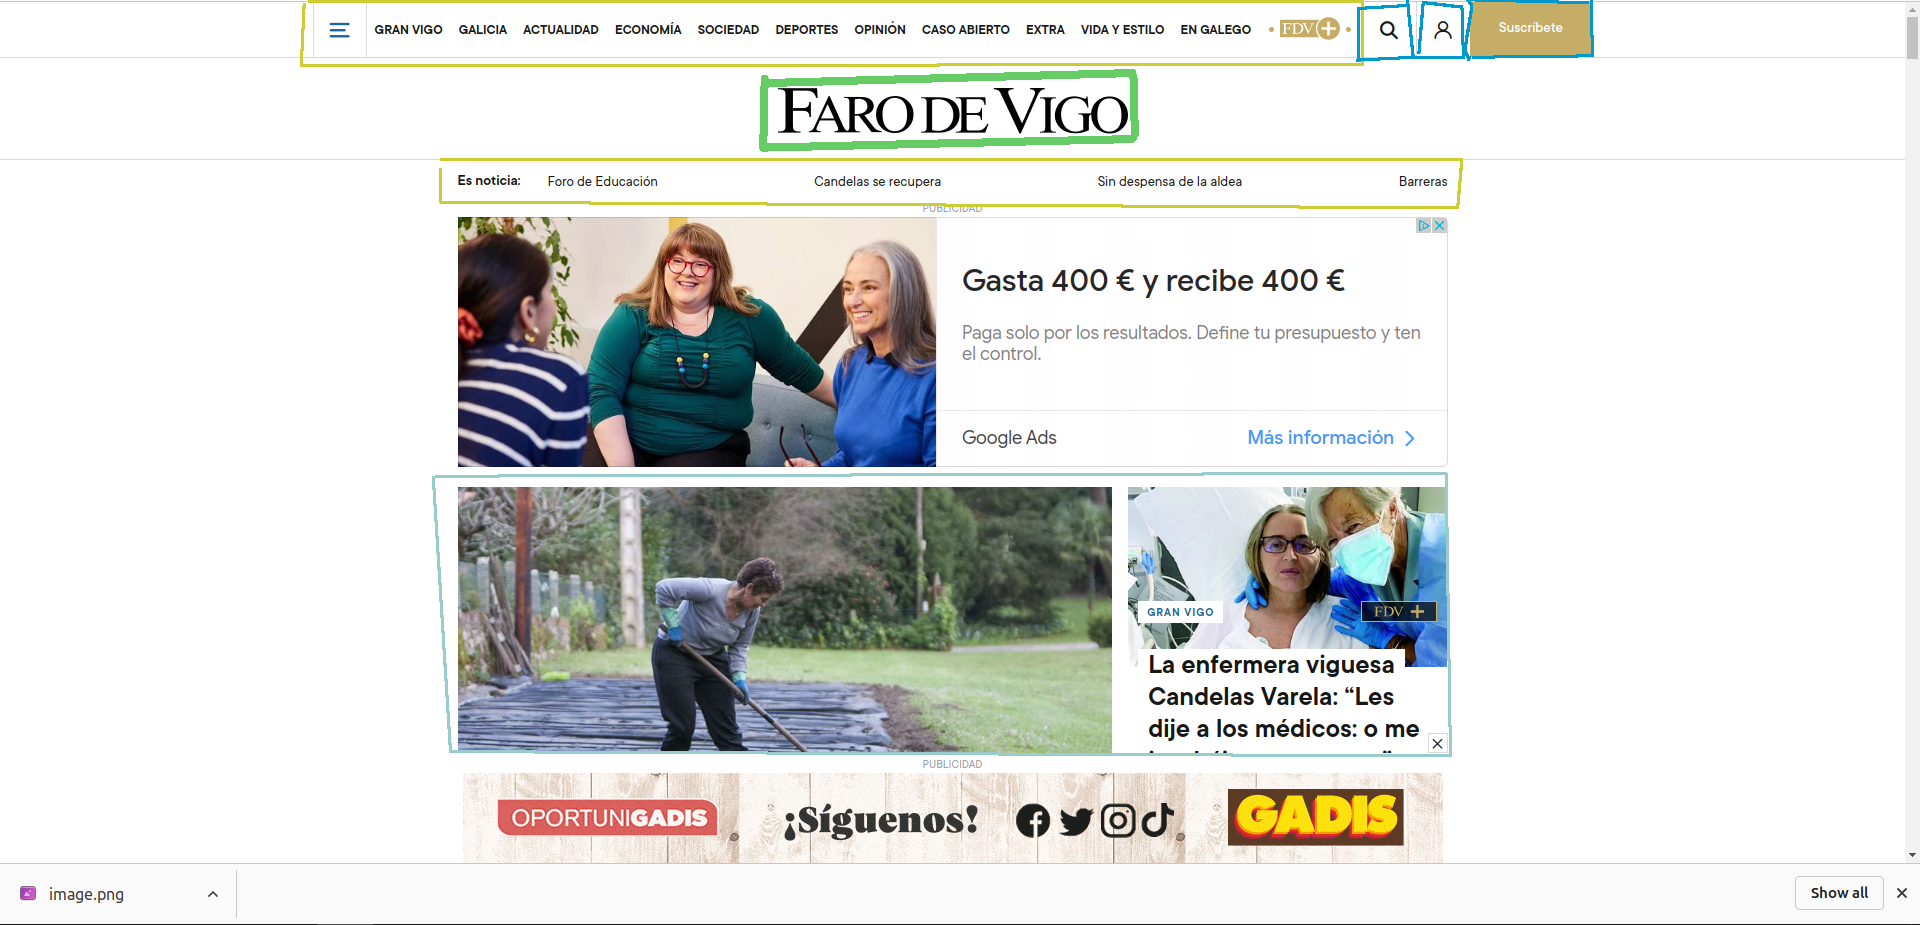 GRAN VIGO GALICIA ACTUALIDAD ECONOMÍA SOCIEDAD DEPORTES OPINIÓN CASO ABIERTO EXTRA VIDA Y ESTILO EN GALEGO FDV+ Suscríbete
FARO DE VIGO
Es noticia: Foro de Educación Candelas se recupera Sin despensa de la aldea Barreras
PUBLICIDAD
Gasta 400 € y recibe 400 €
Paga solo por los resultados. Define tu presupuesto y ten
el control.
Google Ads Más información
GRAN VIGO FDV +
La enfermera viguesa
Candelas Varela: “Les
dije a los médicos: o me
PUBLICIDAD
OPORTUNIGADIS ¡Síguenos! GADIS
image.png Show all